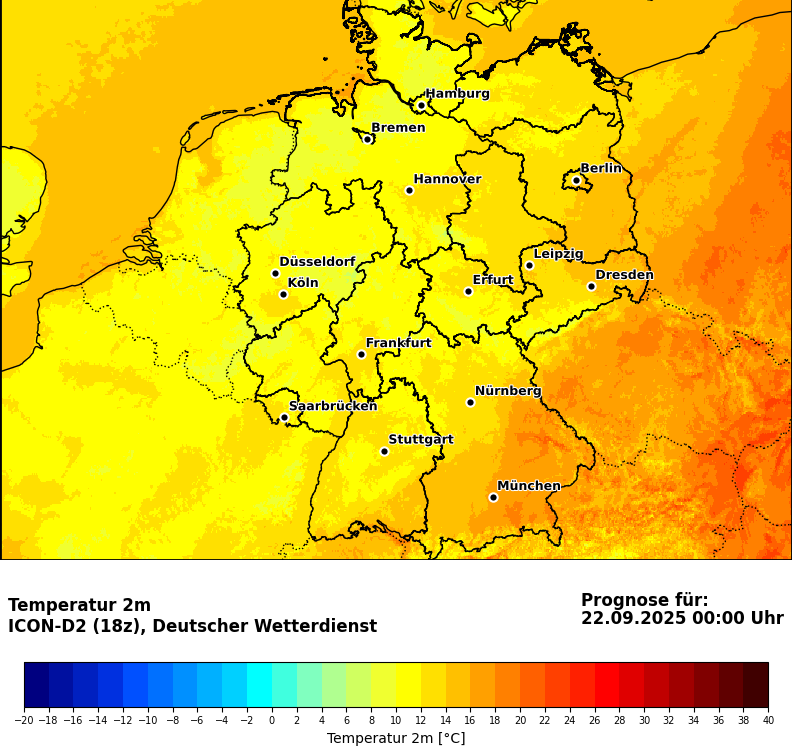 Hamburg
Bremen
Berlin
Hannover
Leipzig
Düsseldorf
Dresden
Köln
Erfurt
Frankfurt
Nürnberg
Saarbrücken
Stuttgart
München
Temperatur 2m
ICON-D2 (18z), Deutscher Wetterdienst
Prognose für:
22.09.2025 00:00 Uhr
−20 −18 −16 −14 −12 −10 −8 −6 −4 −2 0 2 4 6 8 10 12 14 16 18 20 22 24 26 28 30 32 34 36 38 40
Temperatur 2m [°C]